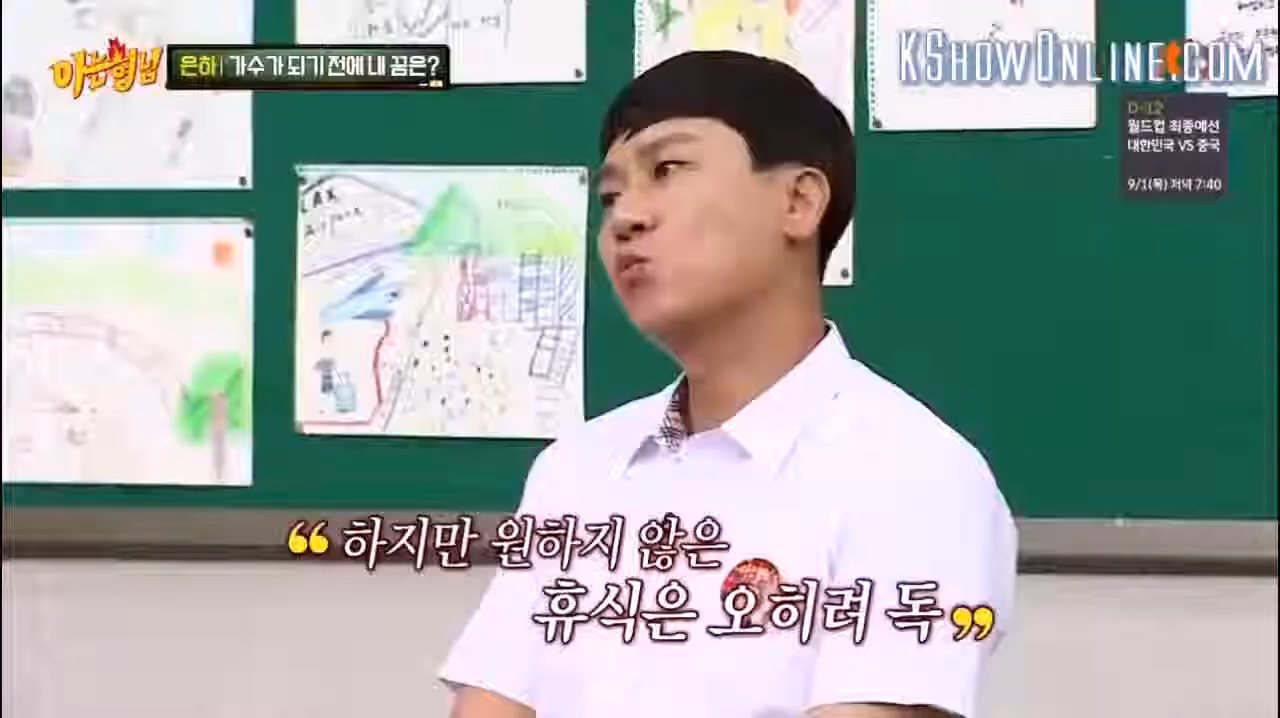 아는형님
은하 | 가수가 되기 전에 내 꿈은?
KSHOWONLINE.COM
D-12
월드컵 최종예선
대한민국 VS 중국
9/1(목) 저녁 7:40
LAX
Airport
“ 하지만 원하지 않은
휴식은 오히려 독 ”